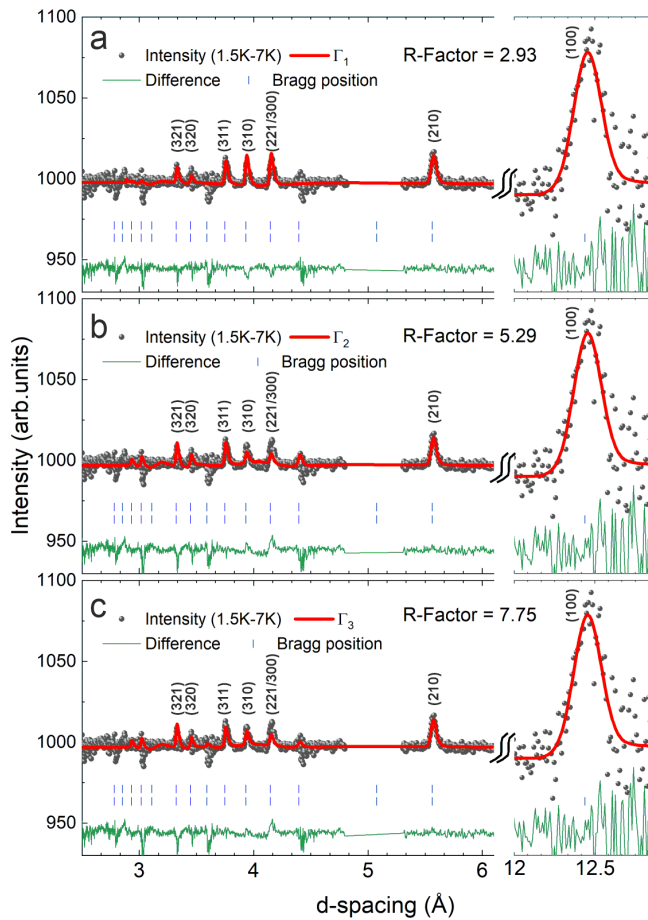 1100
a
Intensity (1.5K-7K) Γ1
R-Factor = 2.93
Difference Bragg position
(100)
1050
(321)
(320)
(311)
(310)
(221/300)
(210)
1000
950
1100
b
Intensity (1.5K-7K) Γ2
R-Factor = 5.29
Difference Bragg position
(100)
1050
(321)
(320)
(311)
(310)
(221/300)
(210)
1000
950
Intensity (arb.units)
1100
c
Intensity (1.5K-7K) Γ3
R-Factor = 7.75
Difference Bragg position
(100)
1050
(321)
(320)
(311)
(310)
(221/300)
(210)
1000
950
3 4 5 6 12 12.5
d-spacing (Å)